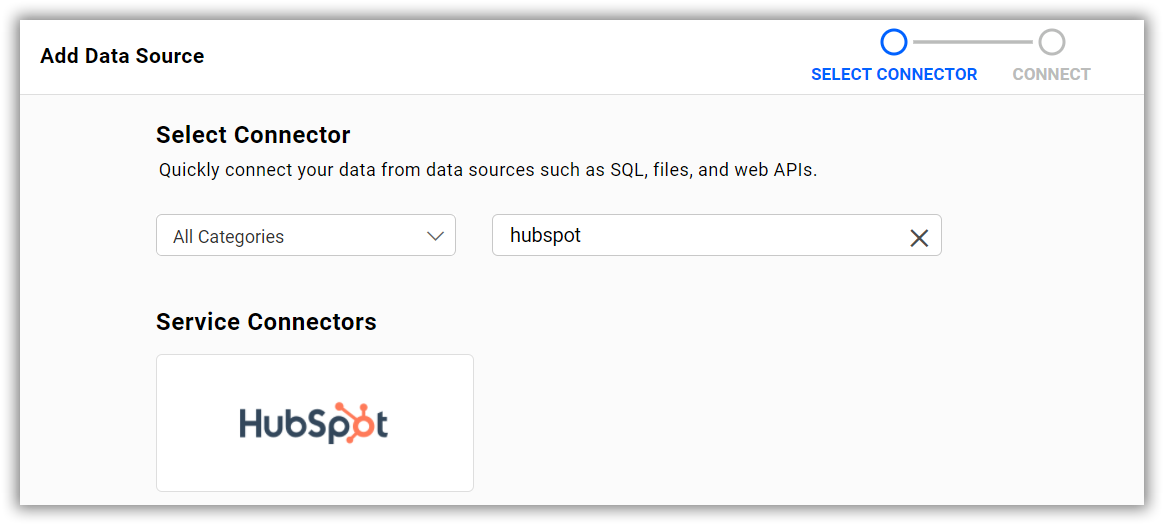 Add Data Source
SELECT CONNECTOR
CONNECT
Select Connector
Quickly connect your data from data sources such as SQL, files, and web APIs.
All Categories
hubspot
Service Connectors
HubSpot